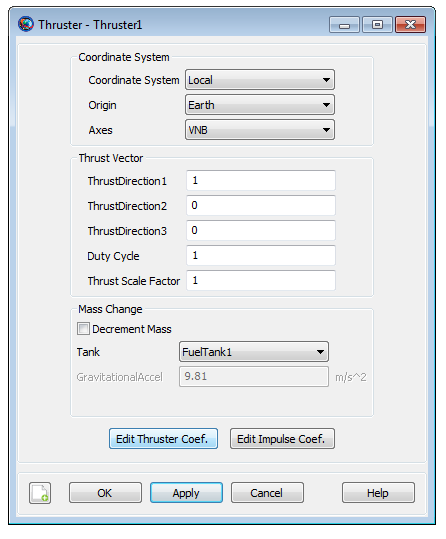 Thruster - Thruster1
Coordinate System
Coordinate System Local
Origin Earth
Axes VNB
Thrust Vector
ThrustDirection1 1
ThrustDirection2 0
ThrustDirection3 0
Duty Cycle 1
Thrust Scale Factor 1
Mass Change
Decrement Mass
Tank FuelTank1
GravitationalAccel 9.81 m/s^2
Edit Thruster Coef. Edit Impulse Coef.
OK Apply Cancel Help